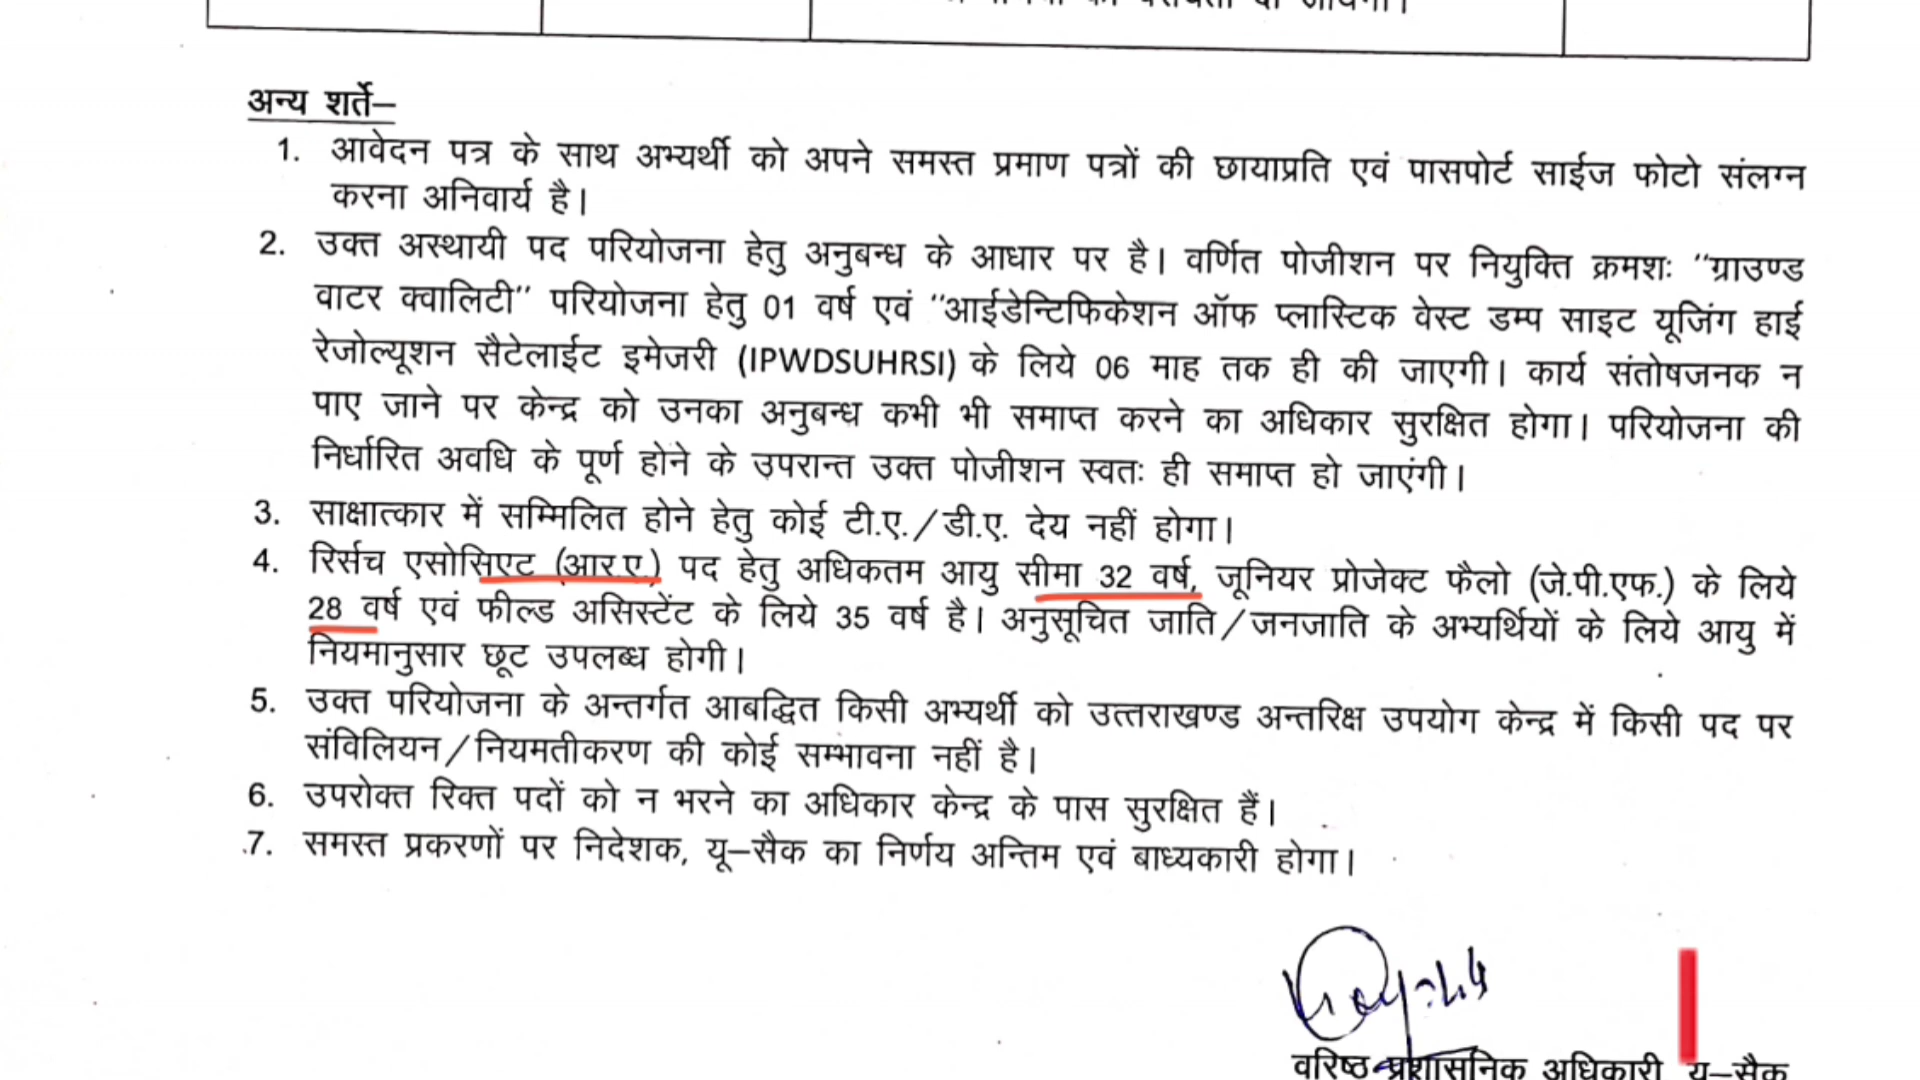 अन्य शर्ते–
1. आवेदन पत्र के साथ अभ्यर्थी को अपने समस्त प्रमाण पत्रों की छायाप्रति एवं पासपोर्ट साईज फोटो संलग्न
करना अनिवार्य है।
2. उक्त अस्थायी पद परियोजना हेतु अनुबन्ध के आधार पर है। वर्णित पोजीशन पर नियुक्ति क्रमशः "ग्राउण्ड
वाटर क्वालिटी" परियोजना हेतु 01 वर्ष एवं "आईडेन्टिफिकेशन ऑफ प्लास्टिक वेस्ट डम्प साइट यूजिंग हाई
रेजोल्यूशन सैटेलाईट इमेजरी (IPWDSUHRSI) के लिये 06 माह तक ही की जाएगी। कार्य संतोषजनक न
पाए जाने पर केन्द्र को उनका अनुबन्ध कभी भी समाप्त करने का अधिकार सुरक्षित होगा। परियोजना की
निर्धारित अवधि के पूर्ण होने के उपरान्त उक्त पोजीशन स्वतः ही समाप्त हो जाएंगी।
3. साक्षात्कार में सम्मिलित होने हेतु कोई टी.ए./डी.ए. देय नहीं होगा।
4. रिर्सच एसोसिएट (आर.ए.) पद हेतु अधिकतम आयु सीमा 32 वर्ष, जूनियर प्रोजेक्ट फैलो (जे.पी.एफ.) के लिये
28 वर्ष एवं फील्ड असिस्टेंट के लिये 35 वर्ष है। अनुसूचित जाति/जनजाति के अभ्यर्थियों के लिये आयु में
नियमानुसार छूट उपलब्ध होगी।
5. उक्त परियोजना के अन्तर्गत आबद्धित किसी अभ्यर्थी को उत्तराखण्ड अन्तरिक्ष उपयोग केन्द्र में किसी पद पर
संविलियन/नियमतीकरण की कोई सम्भावना नहीं है।
6. उपरोक्त रिक्त पदों को न भरने का अधिकार केन्द्र के पास सुरक्षित हैं।
7. समस्त प्रकरणों पर निदेशक, यू–सैक का निर्णय अन्तिम एवं बाध्यकारी होगा।
वरिष्ठ प्रशासनिक अधिकारी यू–सैक